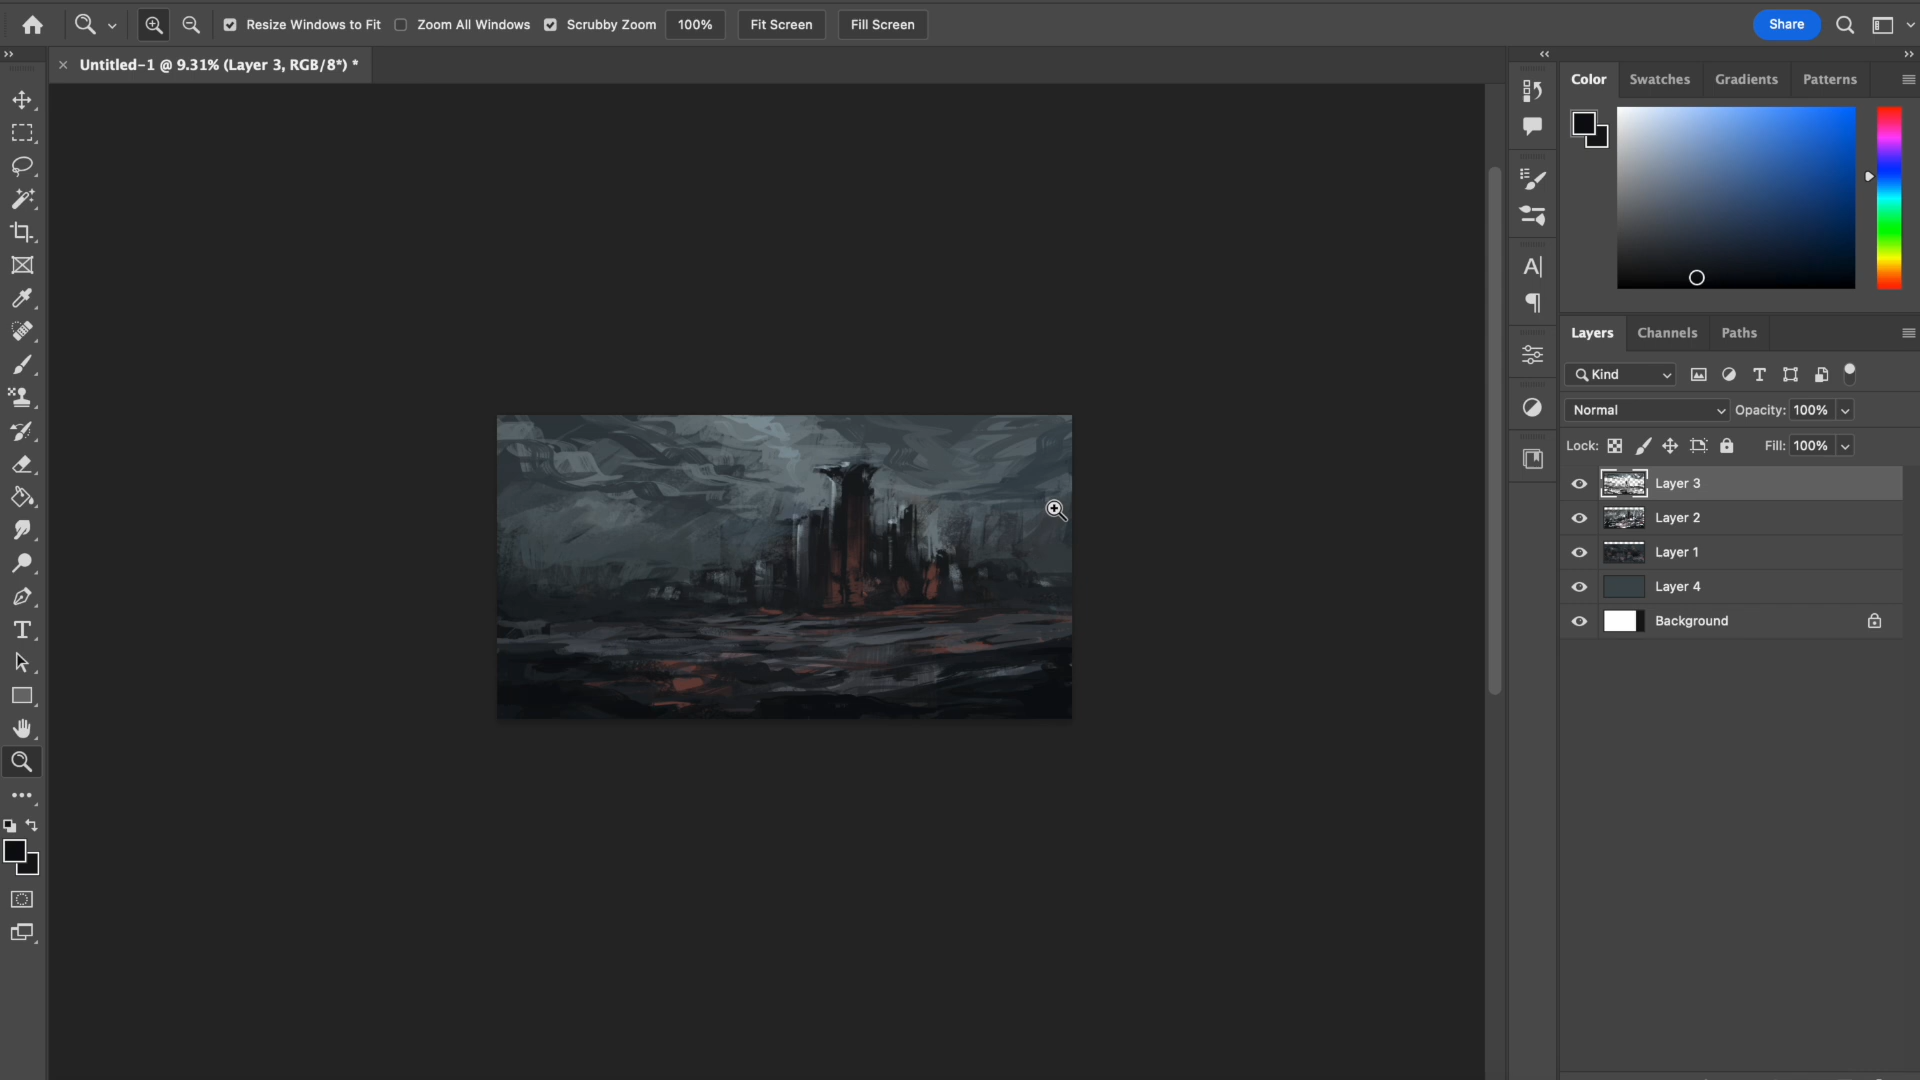 Resize Windows to Fit Zoom All Windows Scrubby Zoom 100% Fit Screen Fill Screen Share
Untitled-1 @ 9.31% (Layer 3, RGB/8*) *
Color Swatches Gradients Patterns
Layers Channels Paths
Kind
Normal Opacity: 100%
Lock: Fill: 100%
Layer 3
Layer 2
Layer 1
Layer 4
Background